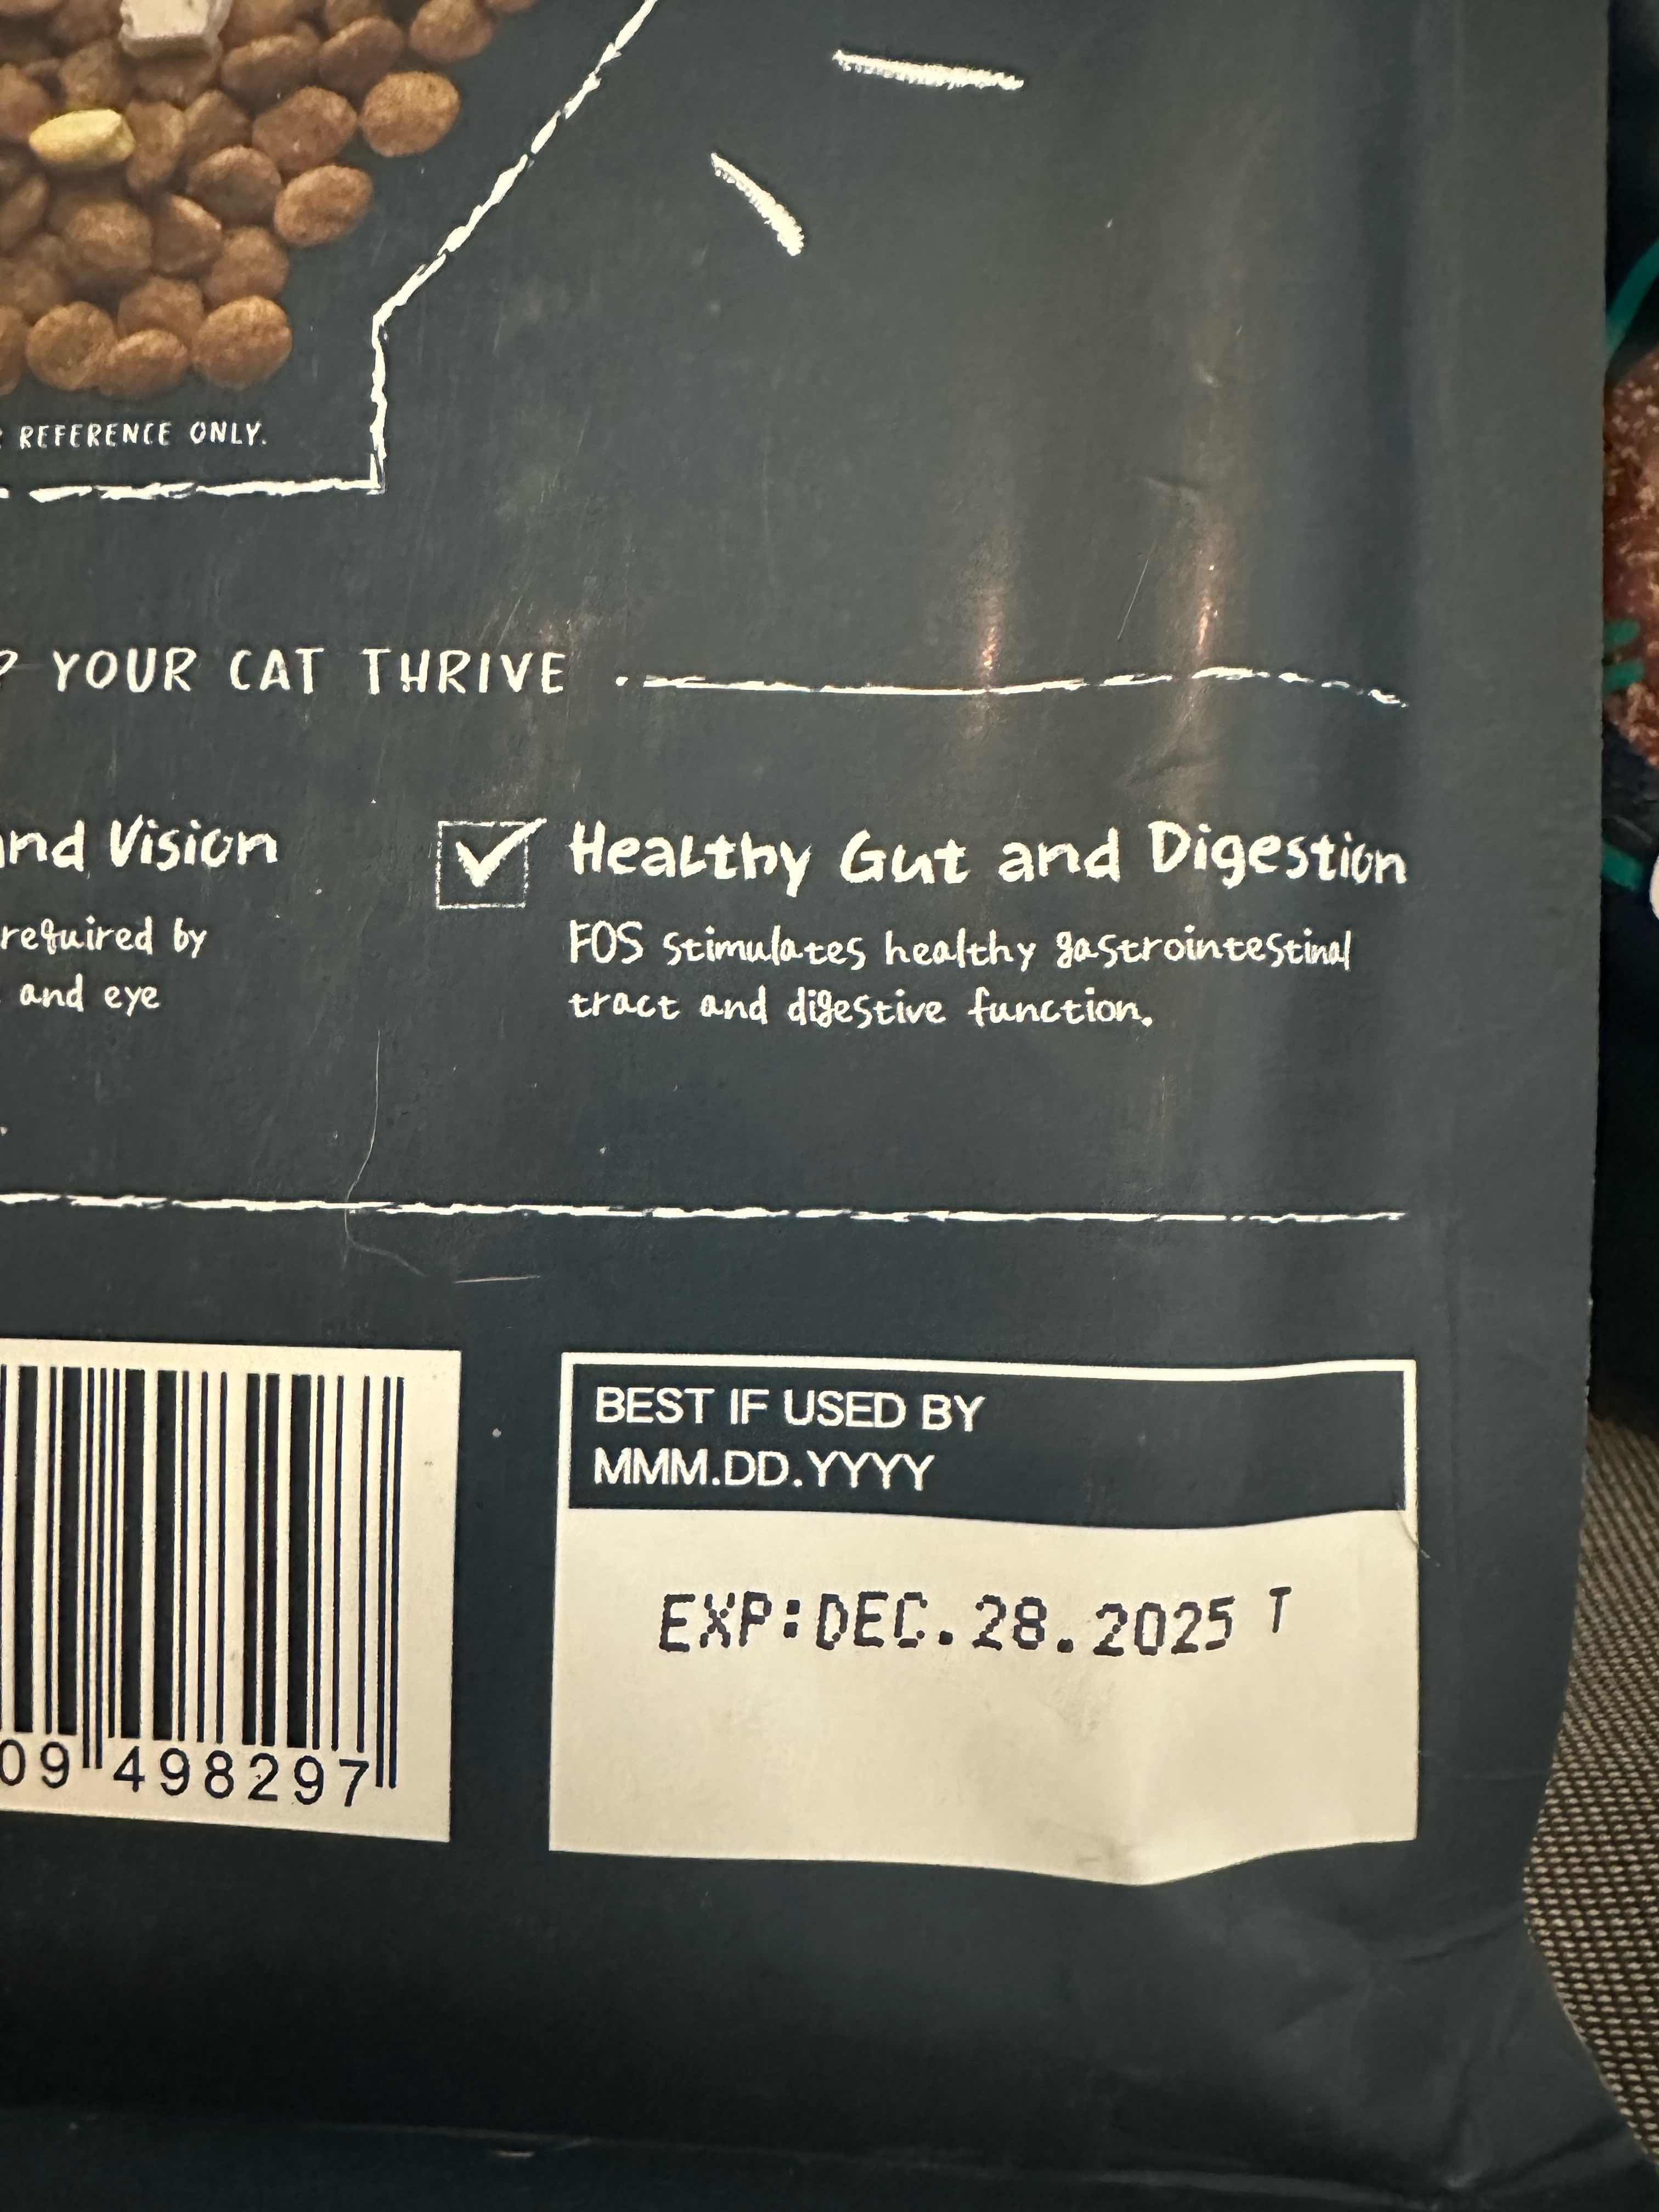 REFERENCE ONLY.
YOUR CAT THRIVE
and Vision
required by
and eye
Healthy Gut and Digestion
FOS stimulates healthy gastrointestinal
tract and digestive function.
09 498297
BEST IF USED BY
MMM.DD.YYYY
EXP:DEC.28.2025 T